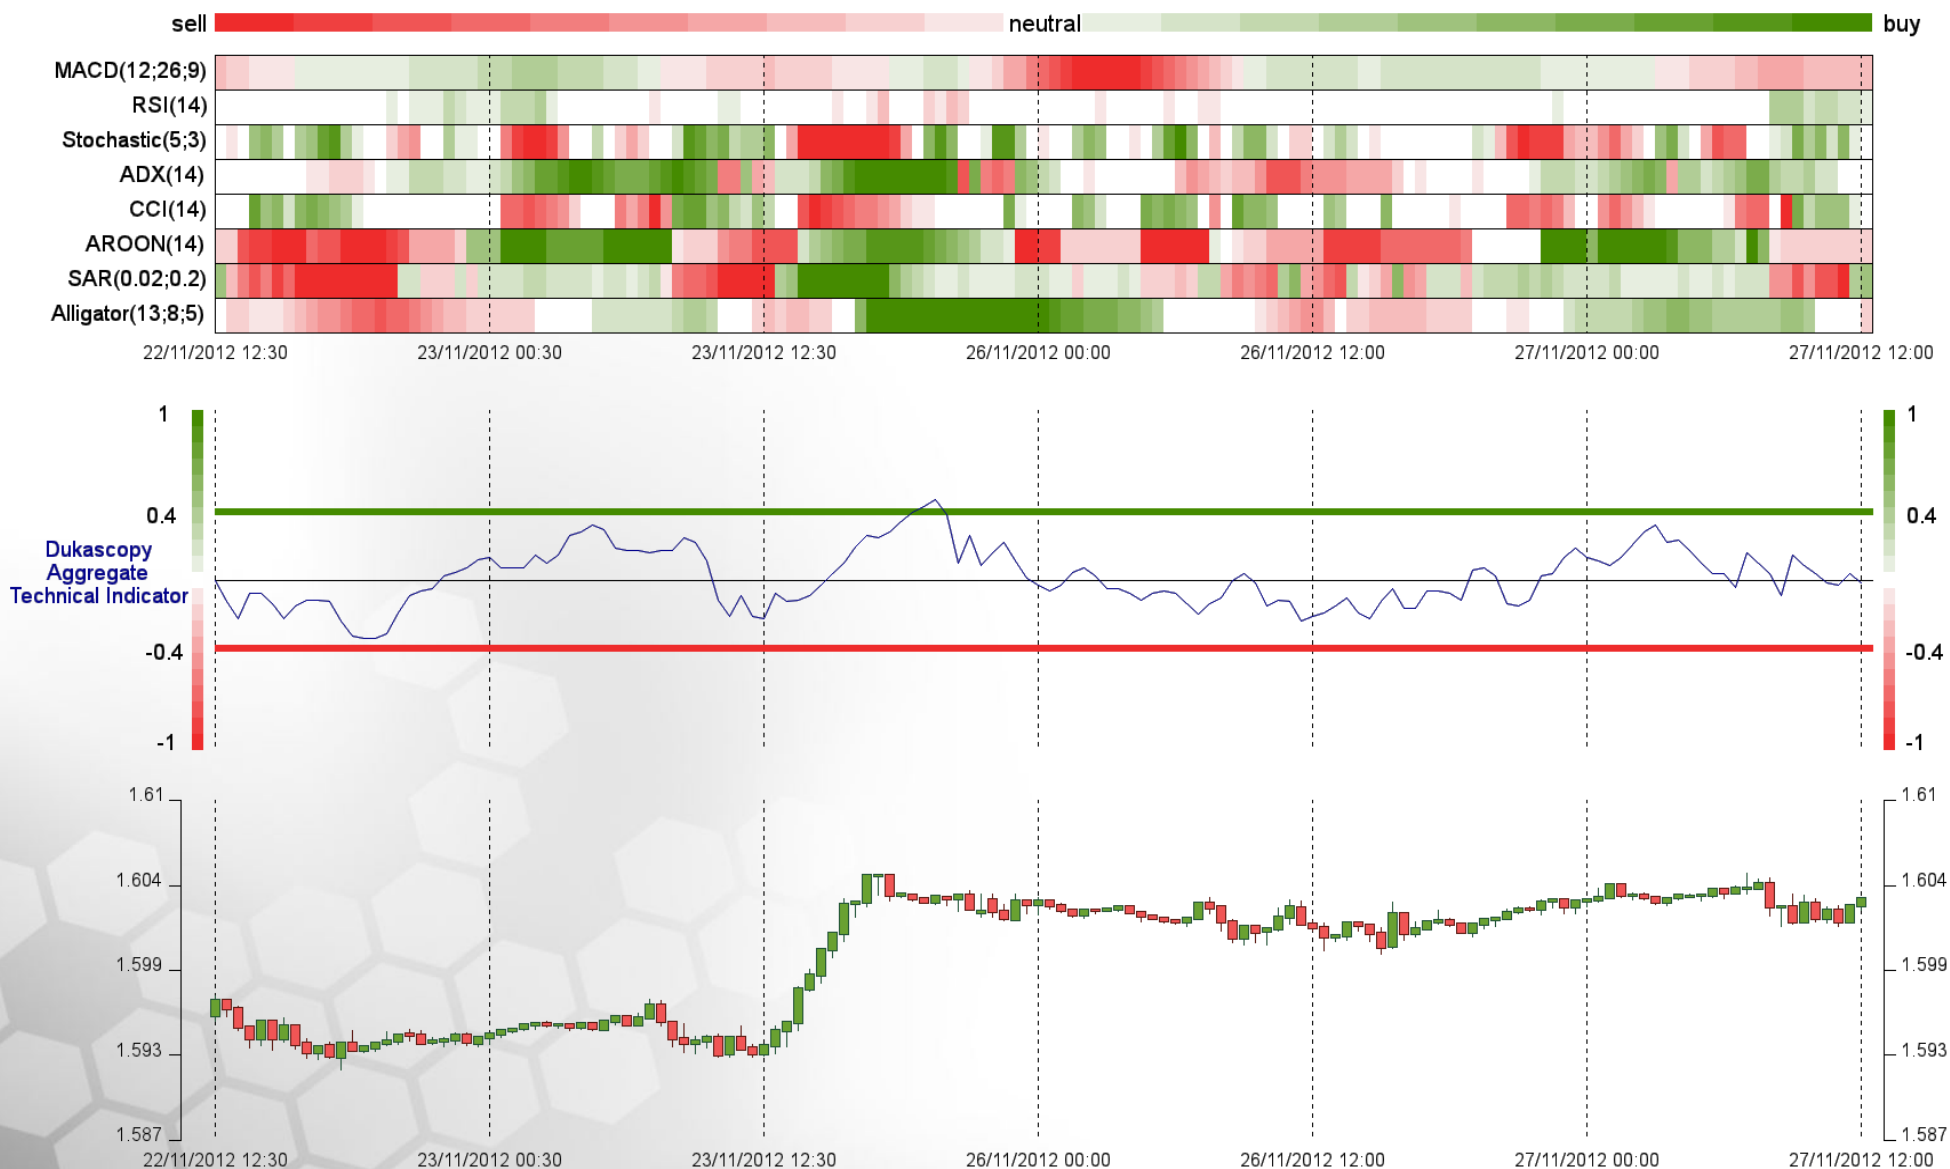 sell neutral buy
MACD(12;26;9)
RSI(14)
Stochastic(5;3)
ADX(14)
CCI(14)
AROON(14)
SAR(0.02;0.2)
Alligator(13;8;5)
22/11/2012 12:30 23/11/2012 00:30 23/11/2012 12:30 26/11/2012 00:00 26/11/2012 12:00 27/11/2012 00:00 27/11/2012 12:00
1 1
0.4 0.4
Dukascopy
Aggregate
Technical Indicator
-0.4 -0.4
-1 -1
1.61 1.61
1.604 1.604
1.599 1.599
1.593 1.593
1.587 1.587
22/11/2012 12:30 23/11/2012 00:30 23/11/2012 12:30 26/11/2012 00:00 26/11/2012 12:00 27/11/2012 00:00 27/11/2012 12:00